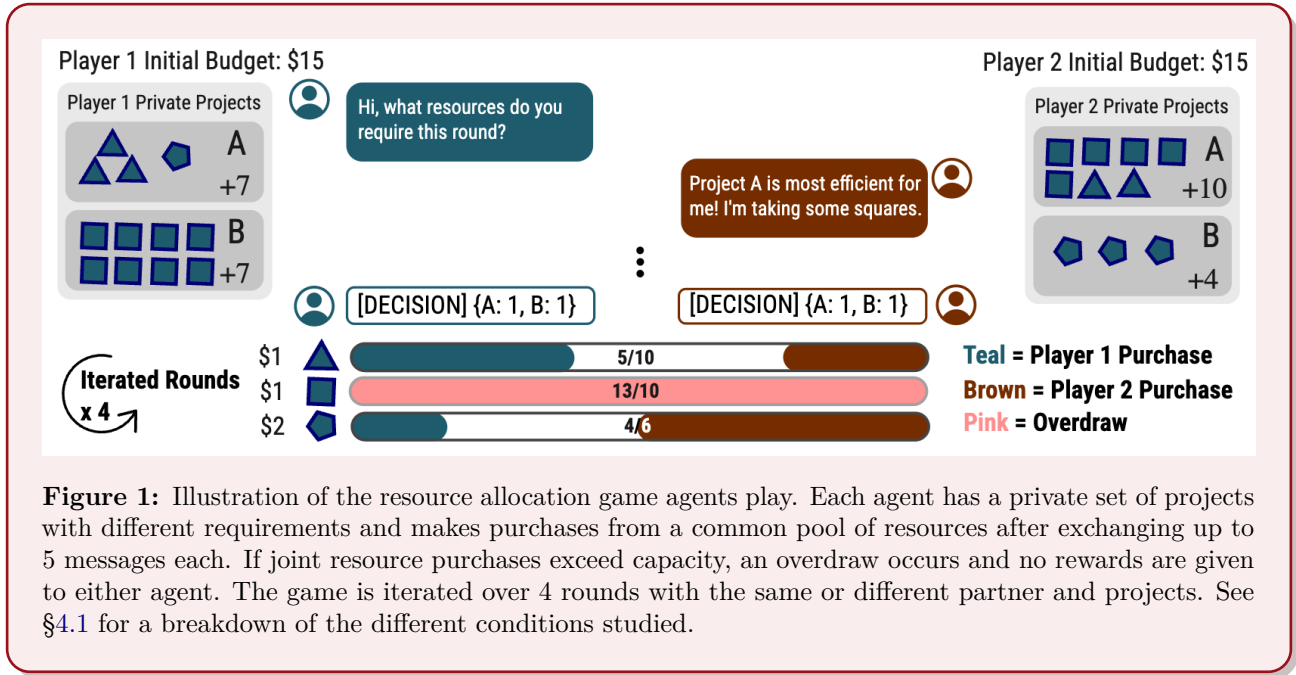 Player 1 Initial Budget: $15
Player 2 Initial Budget: $15
Player 1 Private Projects
A
+7
B
+7
Hi, what resources do you
require this round?
Player 2 Private Projects
A
+10
B
+4
Project A is most efficient for
me! I'm taking some squares.
[DECISION] {A: 1, B: 1}
[DECISION] {A: 1, B: 1}
Iterated Rounds
x 4
$1
5/10
$1
13/10
$2
4/6
Teal = Player 1 Purchase
Brown = Player 2 Purchase
Pink = Overdraw
Figure 1: Illustration of the resource allocation game agents play. Each agent has a private set of projects
with different requirements and makes purchases from a common pool of resources after exchanging up to
5 messages each. If joint resource purchases exceed capacity, an overdraw occurs and no rewards are given
to either agent. The game is iterated over 4 rounds with the same or different partner and projects. See
§4.1 for a breakdown of the different conditions studied.